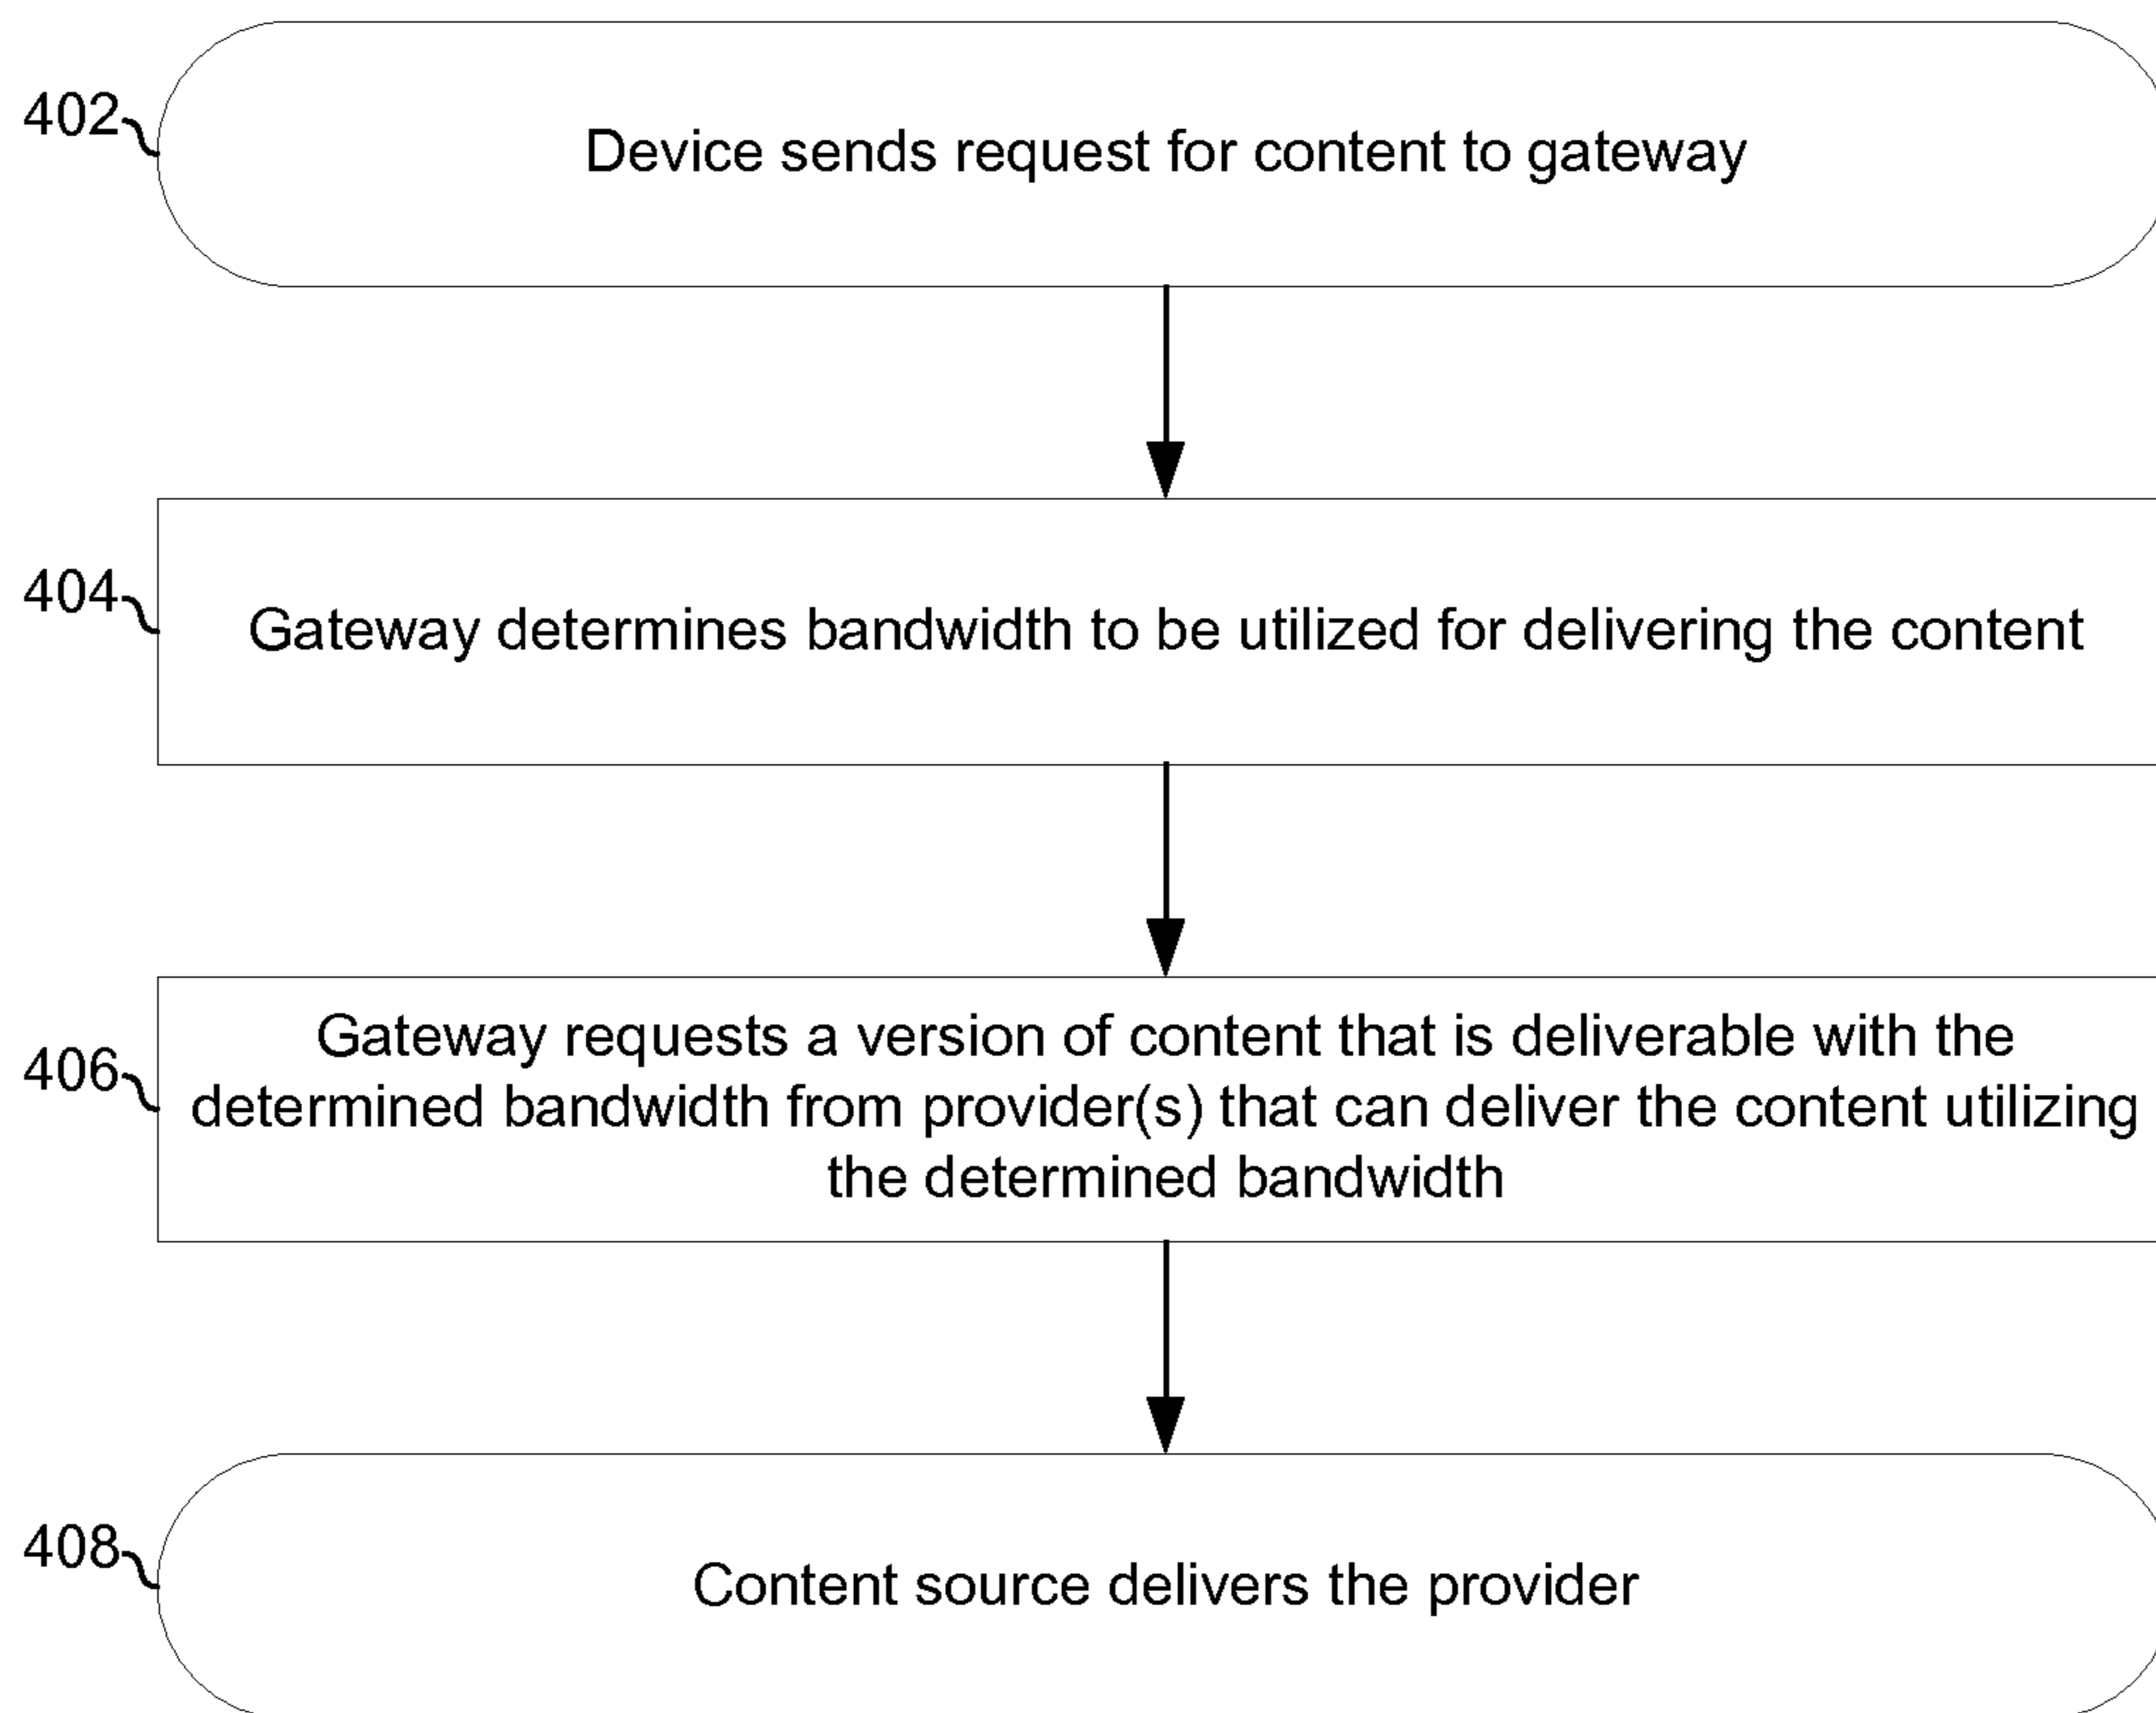 402
Device sends request for content to gateway
404
Gateway determines bandwidth to be utilized for delivering the content
406
Gateway requests a version of content that is deliverable with the
determined bandwidth from provider(s) that can deliver the content utilizing
the determined bandwidth
408
Content source delivers the provider